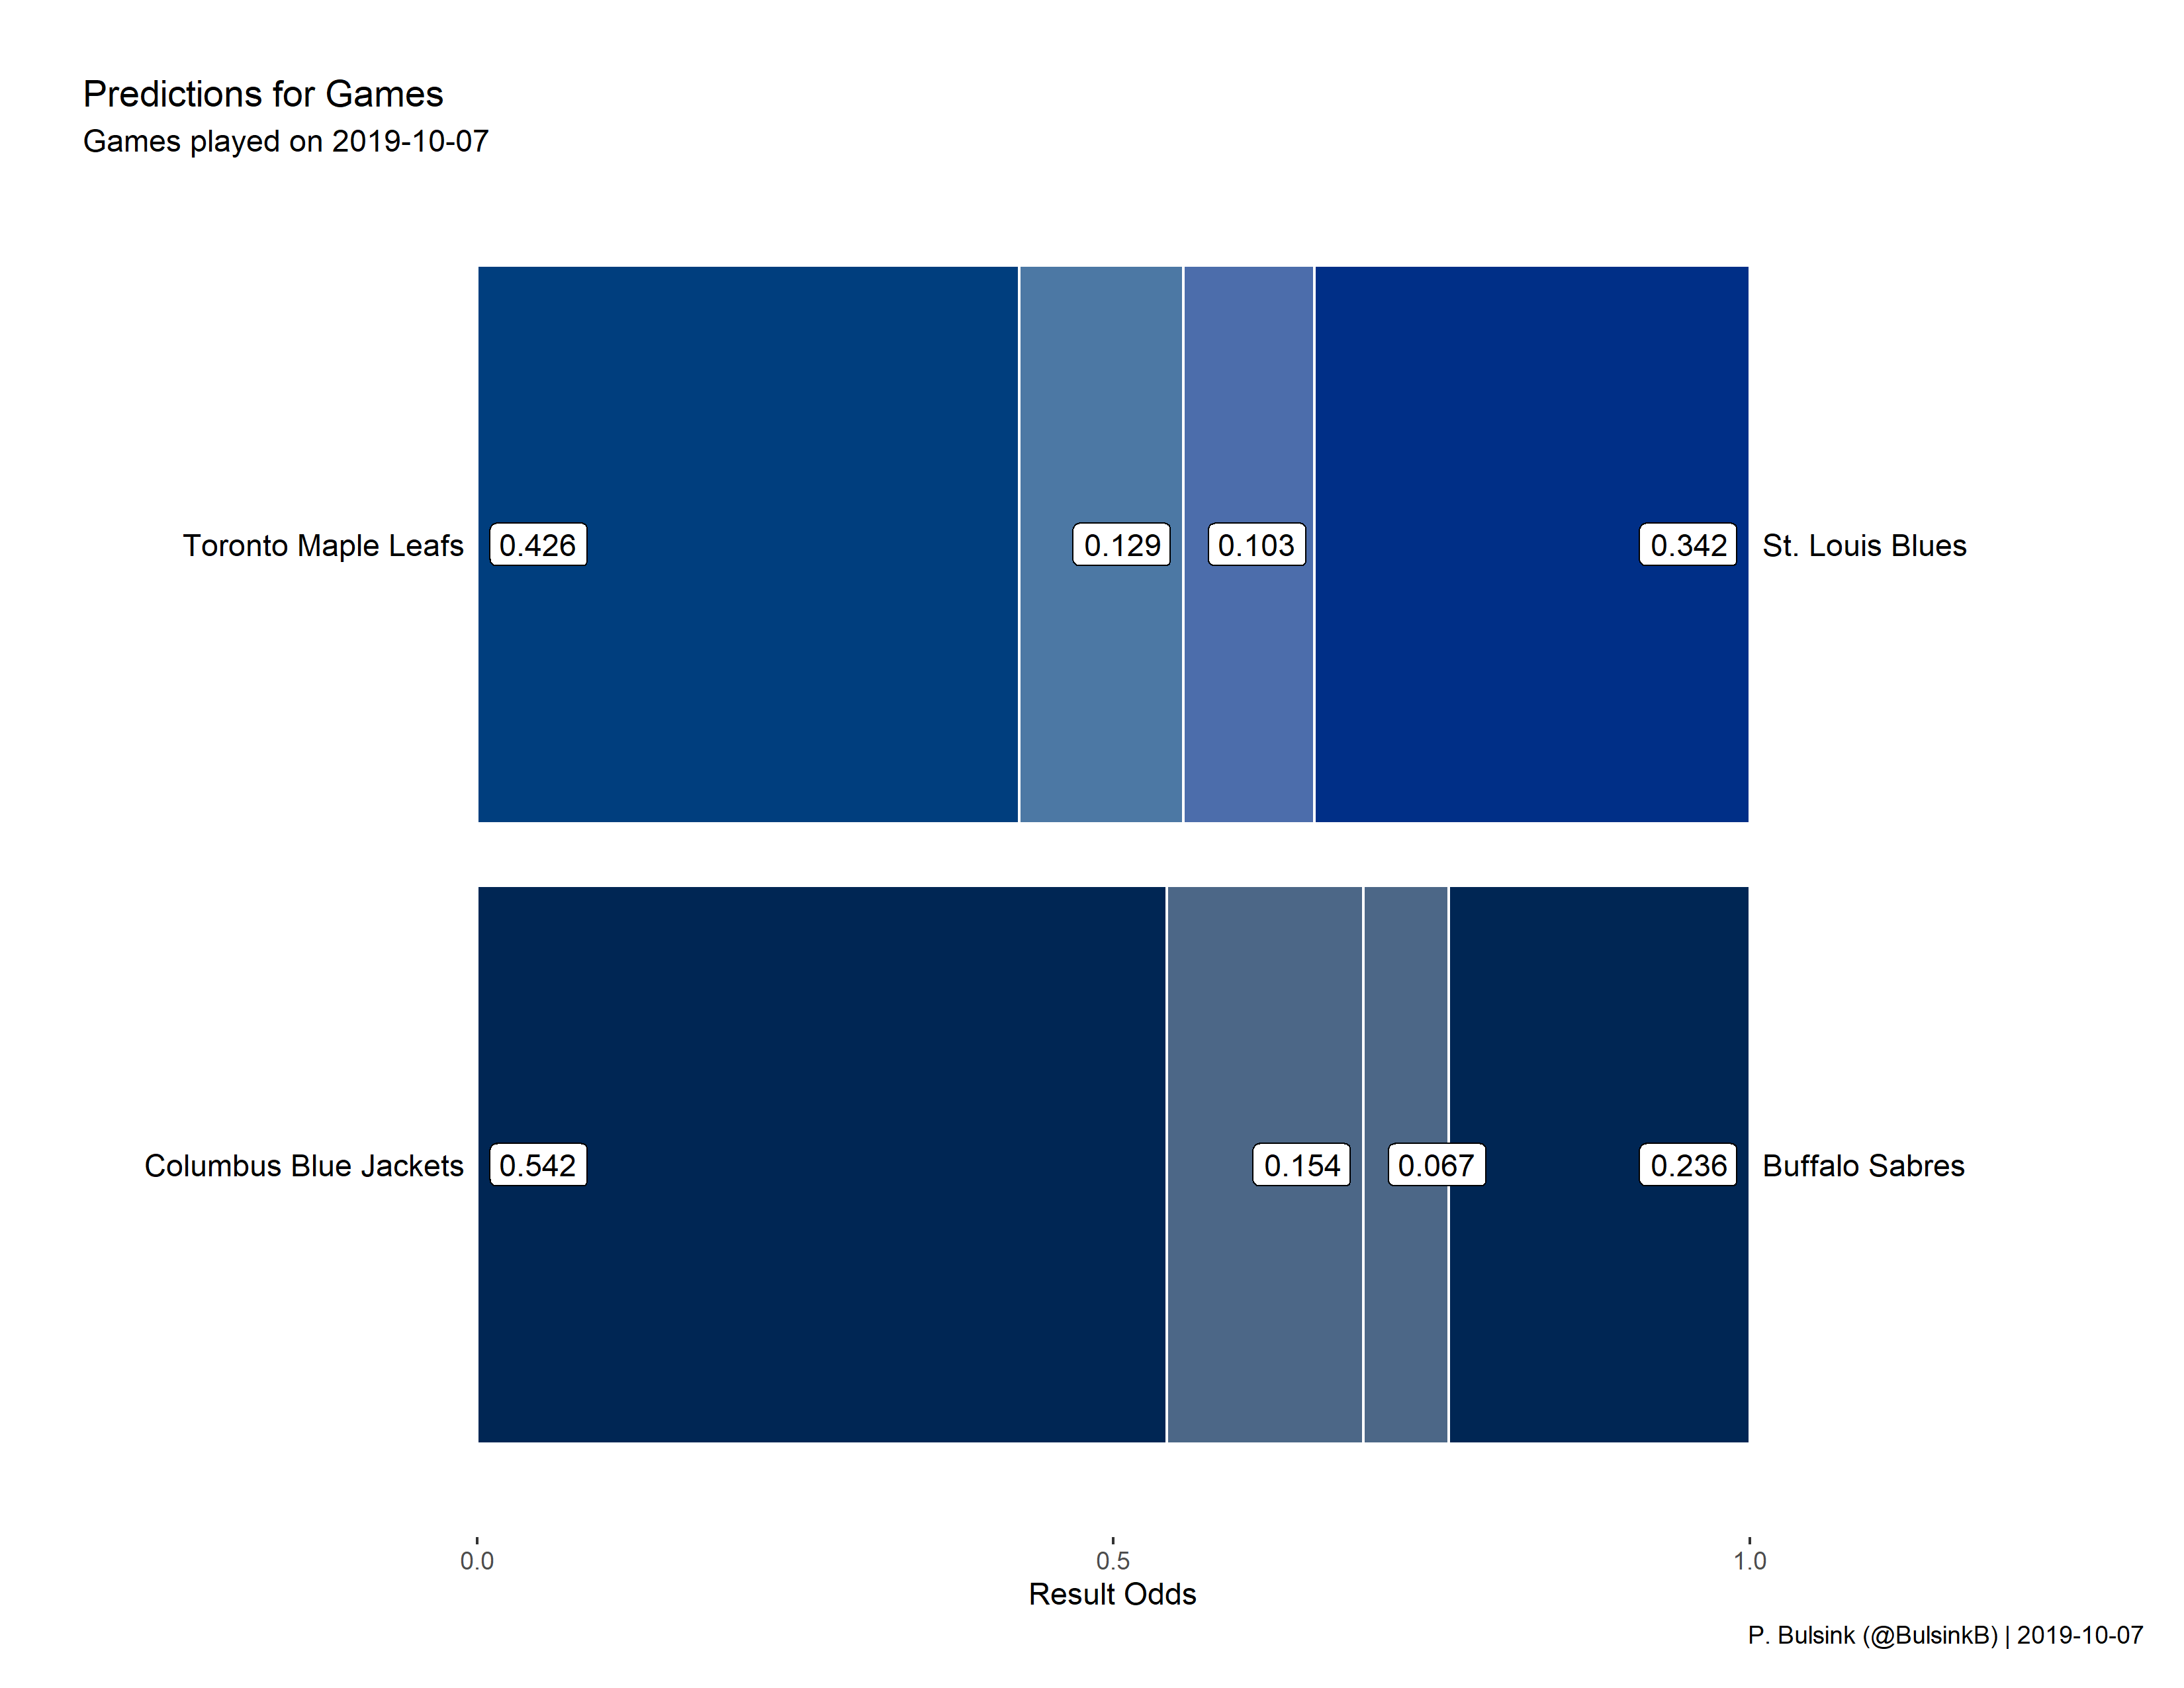 Predictions for Games
Games played on 2019-10-07
Toronto Maple Leafs 0.426 0.129 0.103 0.342 St. Louis Blues
Columbus Blue Jackets 0.542 0.154 0.067 0.236 Buffalo Sabres
0.0 0.5 1.0
Result Odds
P. Bulsink (@BulsinkB) | 2019-10-07